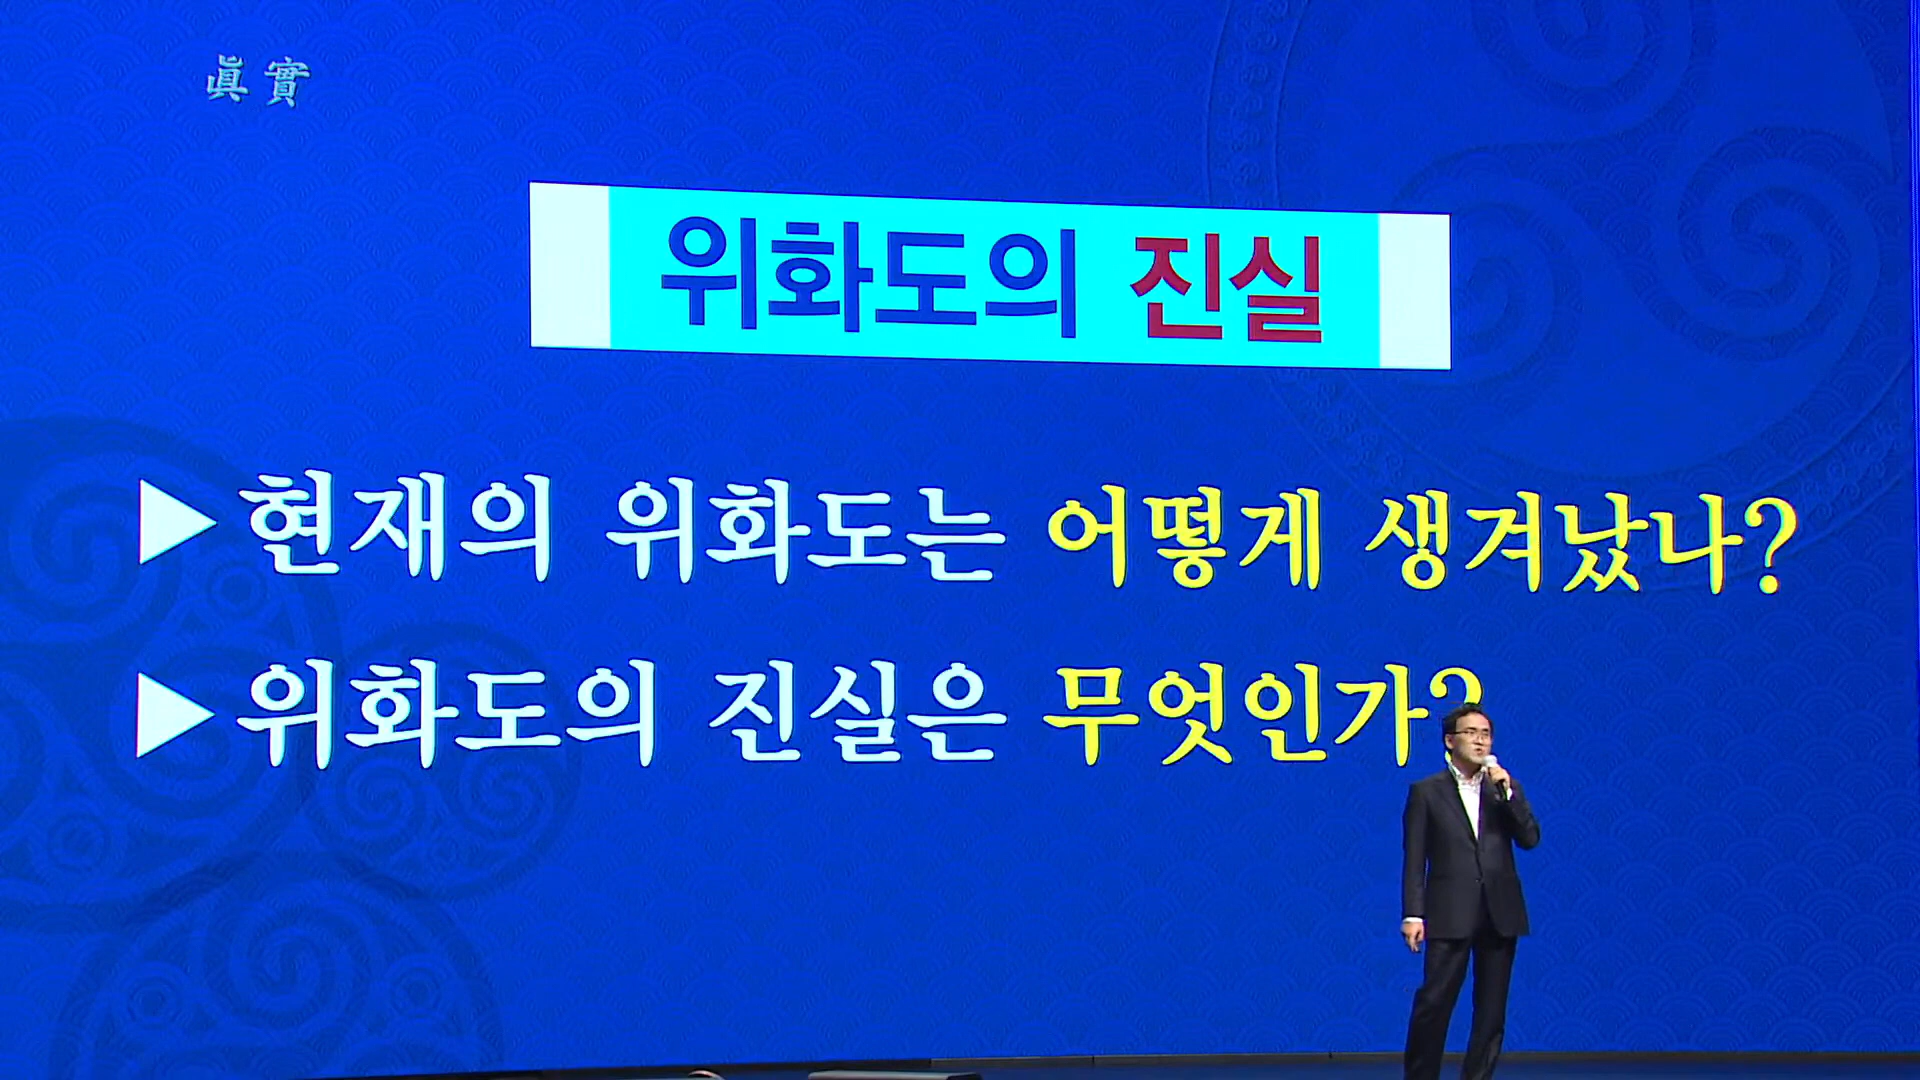 眞實
위화도의 진실
▶현재의 위화도는 어떻게 생겨났나?
▶위화도의 진실은 무엇인가?